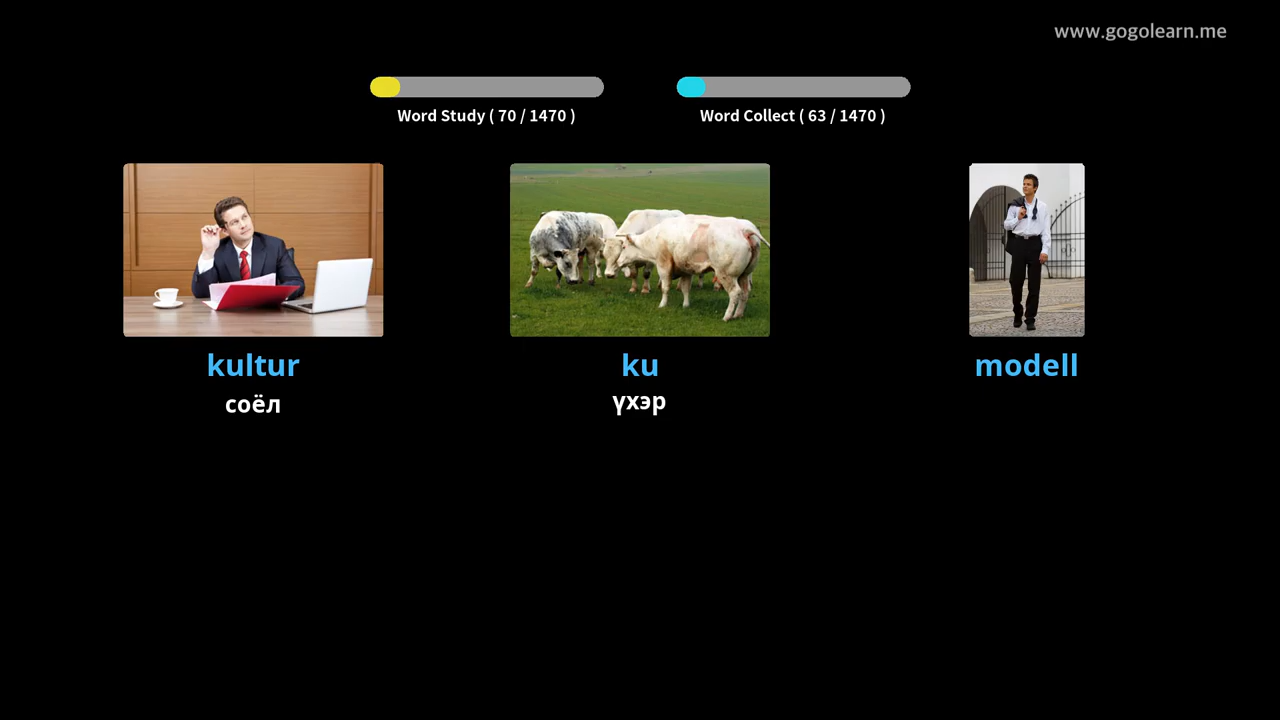 www.gogolearn.me
Word Study ( 70 / 1470 )
Word Collect ( 63 / 1470 )
kultur
ku
modell
соёл
үхэр